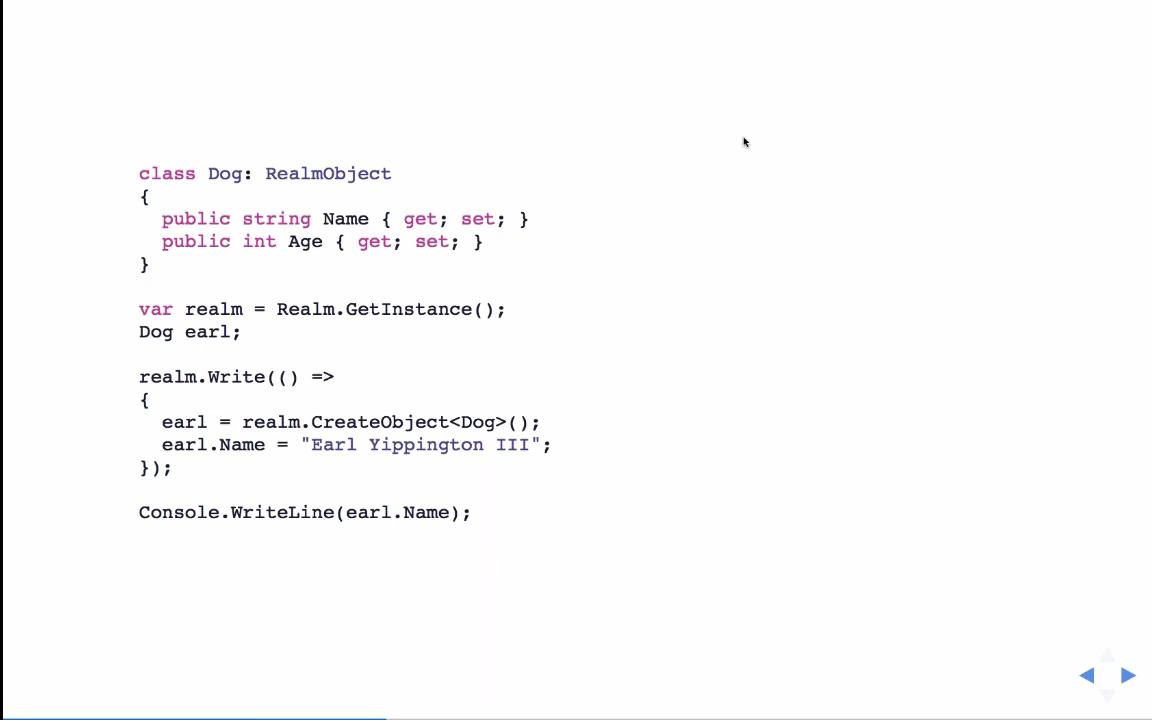 class Dog: RealmObject
{
  public string Name { get; set; }
  public int Age { get; set; }
}
var realm = Realm.GetInstance();
Dog earl;
realm.Write(() =>
{
  earl = realm.CreateObject<Dog>();
  earl.Name = "Earl Yippington III";
});
Console.WriteLine(earl.Name);